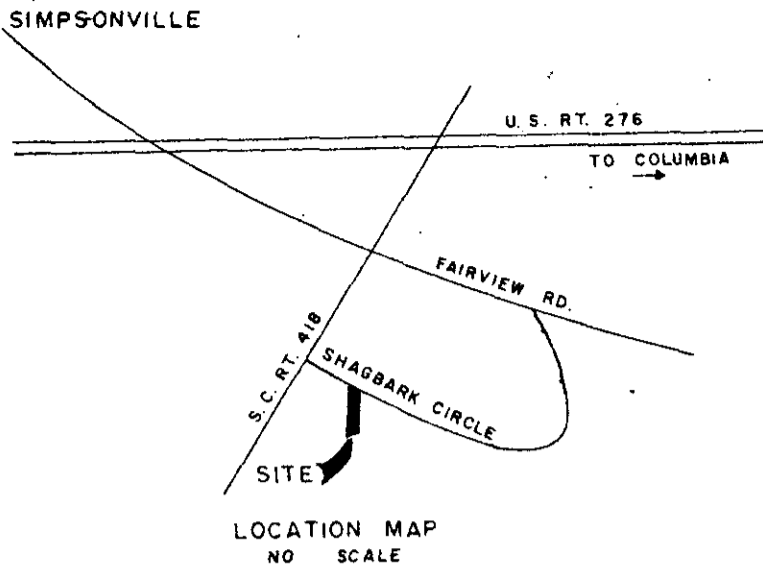 SIMPSONVILLE
U.S. RT. 276
TO COLUMBIA
FAIRVIEW RD.
S.C. RT. 418
SHAGBARK CIRCLE
SITE
LOCATION MAP
NO SCALE